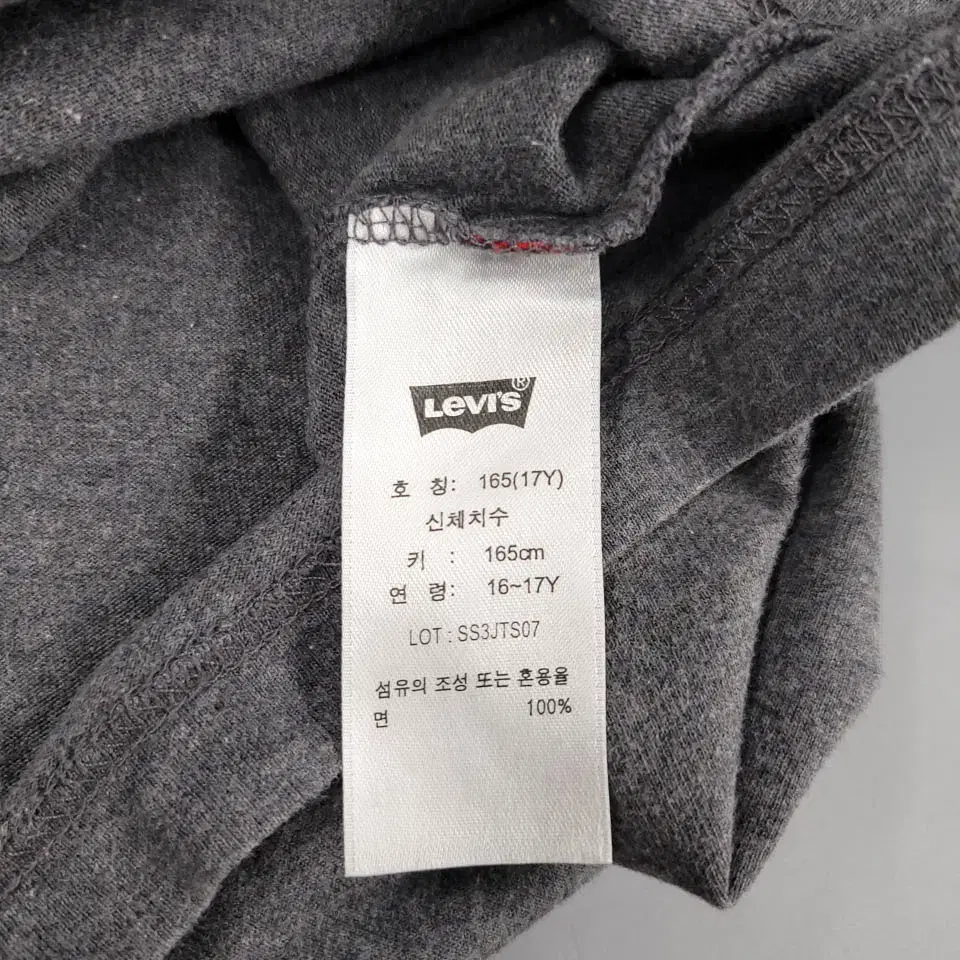 Levi's®
호 칭: 165(17Y)
신체치수
키 : 165cm
연 령: 16~17Y
LOT : SS3JTS07
섬유의 조성 또는 혼용율
면 100%